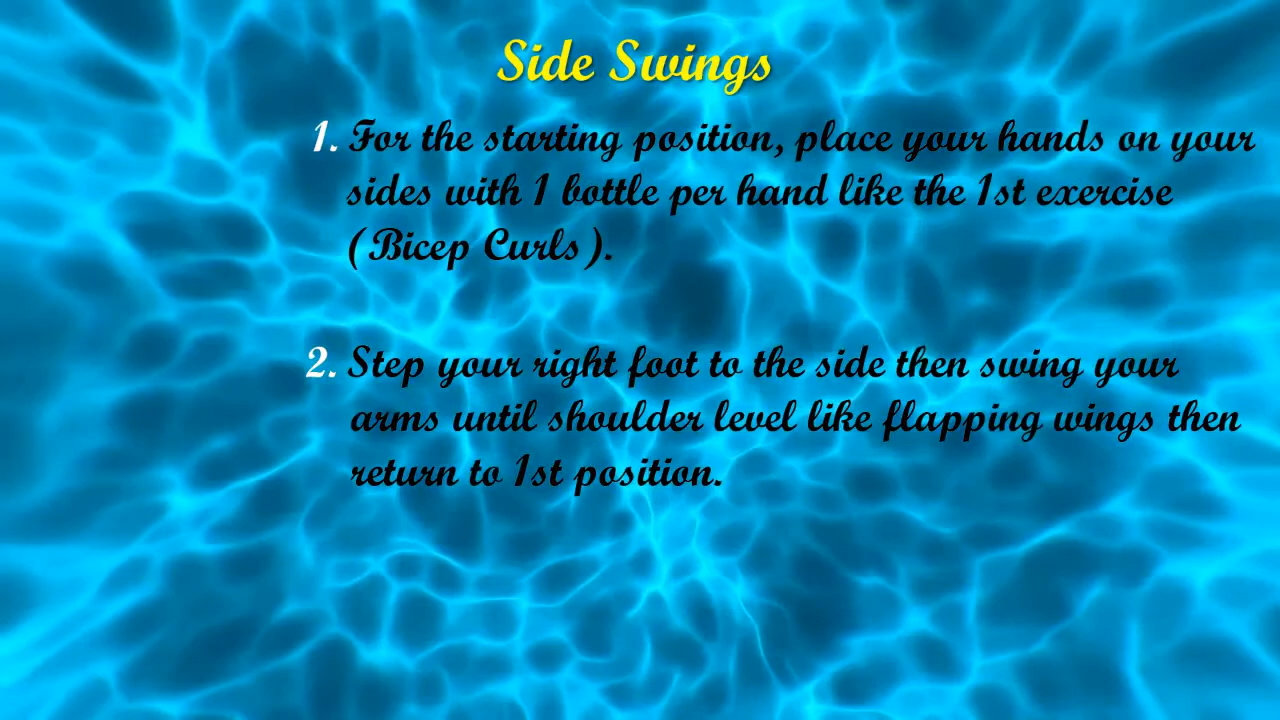 Side Swings
1. For the starting position, place your hands on your
sides with 1 bottle per hand like the 1st exercise
(Bicep Curls).
2. Step your right foot to the side then swing your
arms until shoulder level like flapping wings then
return to 1st position.